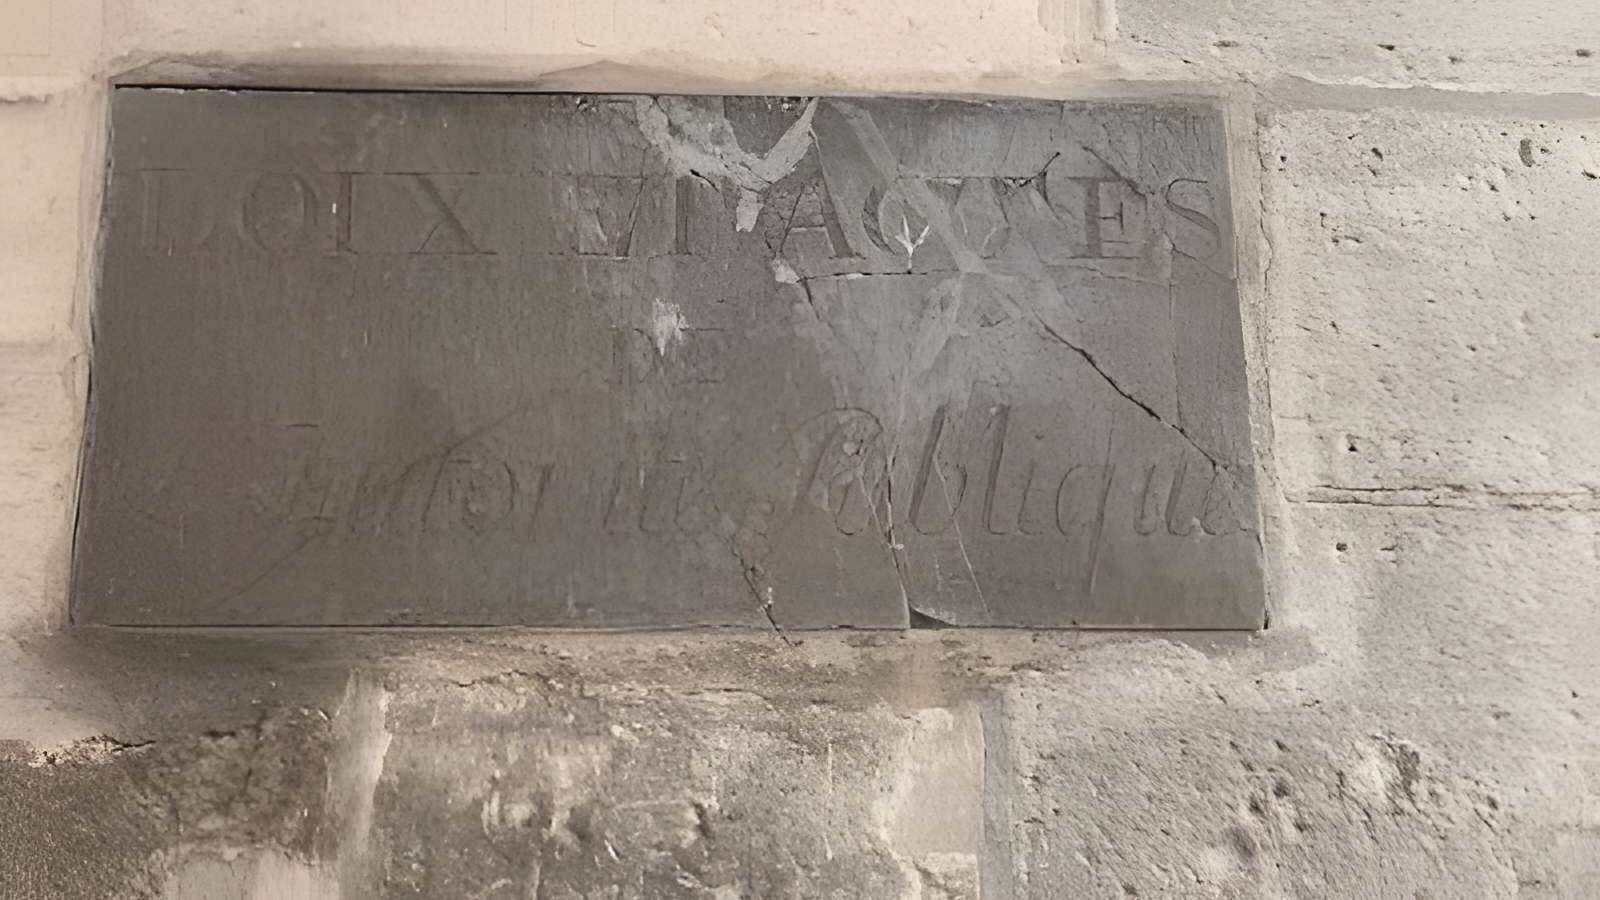 LOIX ET ACTES
DE
L'autorité Publique